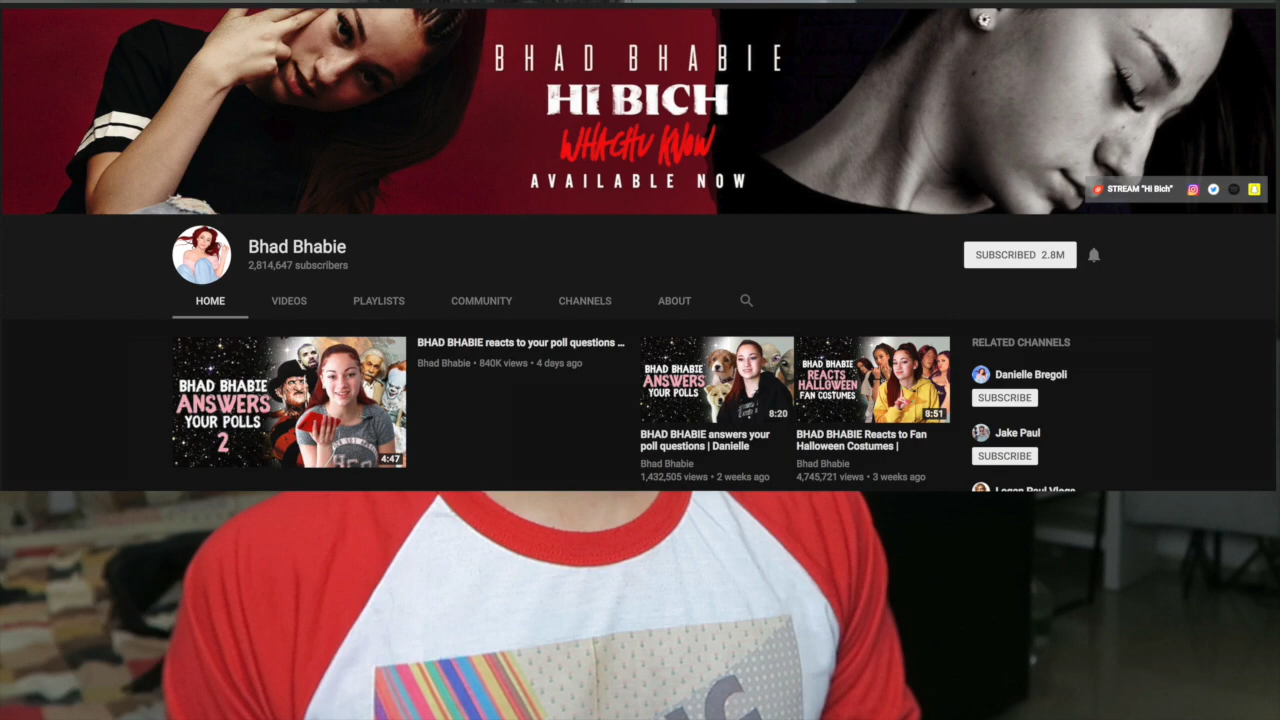 BHAD BHABIE
HI BICH
WHACHU KNOW
AVAILABLE NOW
STREAM "Hi Bich"
Bhad Bhabie
2,814,647 subscribers
SUBSCRIBED 2.8M
HOME VIDEOS PLAYLISTS COMMUNITY CHANNELS ABOUT
BHAD BHABIE
ANSWERS
YOUR POLLS
2
4:47
BHAD BHABIE reacts to your poll questions ...
Bhad Bhabie • 840K views • 4 days ago
BHAD BHABIE
ANSWERS
YOUR POLLS
8:20
BHAD BHABIE answers your
poll questions | Danielle
Bhad Bhabie
1,432,505 views • 2 weeks ago
BHAD BHABIE
REACTS
HALLOWEEN
FAN COSTUMES
8:51
BHAD BHABIE Reacts to Fan
Halloween Costumes |
Bhad Bhabie
4,745,721 views • 3 weeks ago
RELATED CHANNELS
Danielle Bregoli
SUBSCRIBE
Jake Paul
SUBSCRIBE
Logan Paul Vlogs